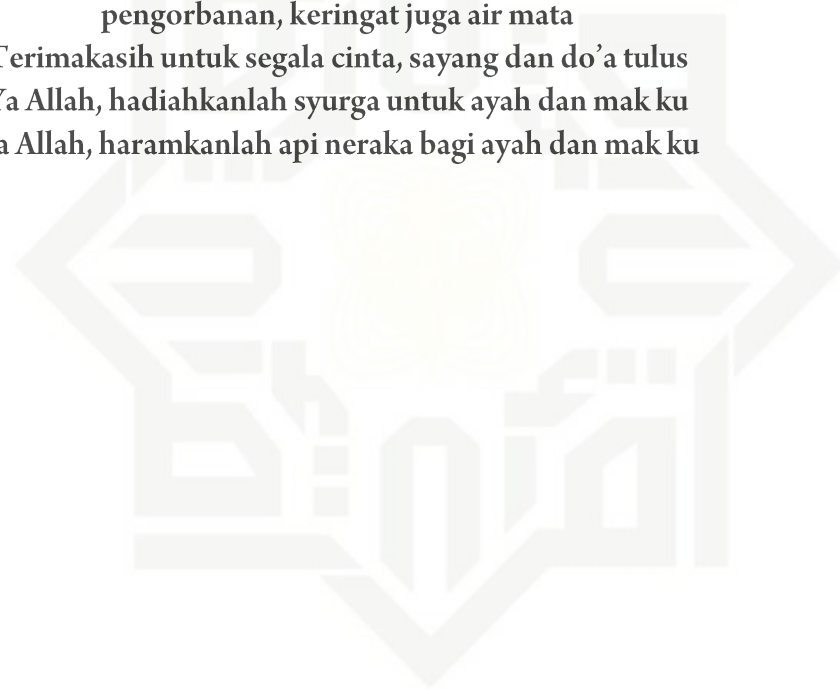 pengorbanan, keringat juga air mata
Terimakasih untuk segala cinta, sayang dan do’a tulus
Ya Allah, hadiahkanlah syurga untuk ayah dan mak ku
a Allah, haramkanlah api neraka bagi ayah dan mak ku